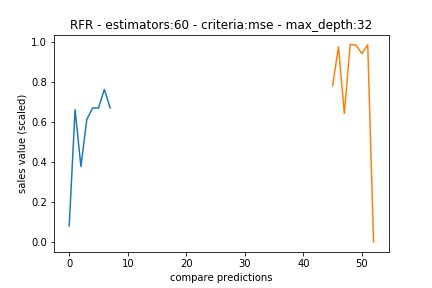 RFR - estimators:60 - criteria:mse - max_depth:32
1.0
0.8
0.6
0.4
0.2
0.0
sales value (scaled)
0 10 20 30 40 50
compare predictions